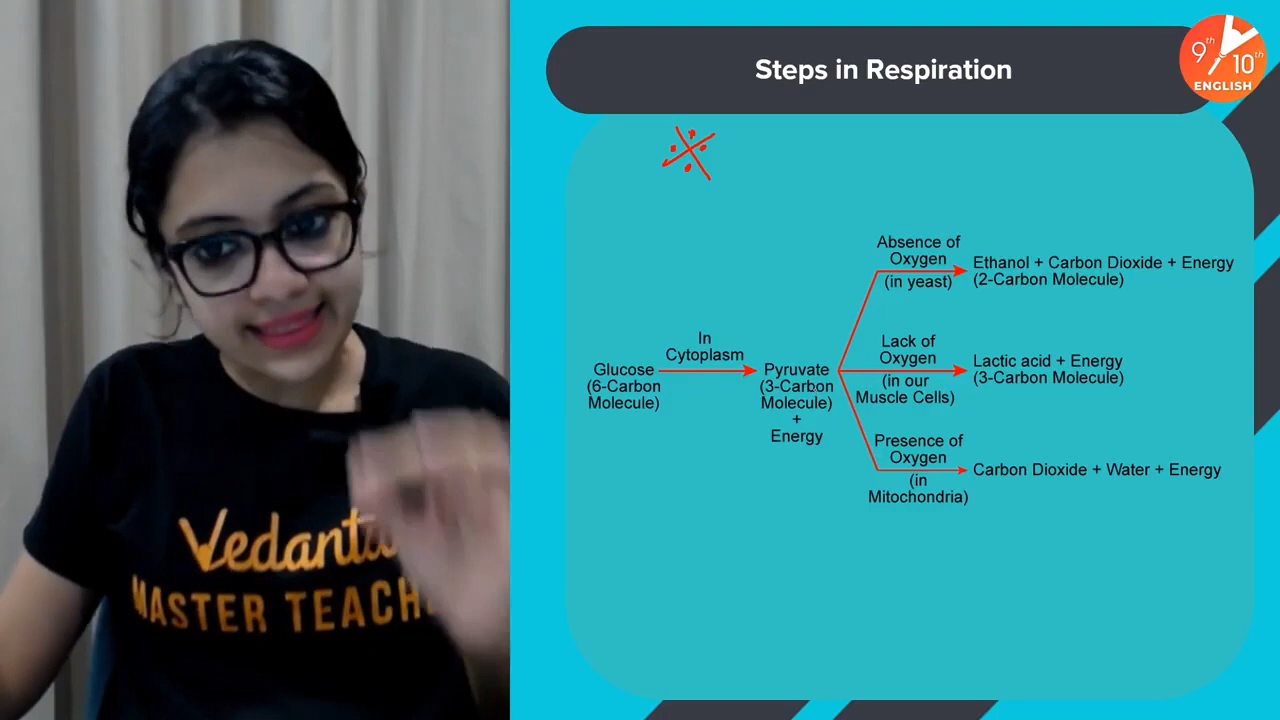 Steps in Respiration
9th
10th
ENGLISH
Absence of
Oxygen
(in yeast)
Ethanol + Carbon Dioxide + Energy
(2-Carbon Molecule)
In
Cytoplasm
Glucose
(6-Carbon
Molecule)
Pyruvate
(3-Carbon
Molecule)
+
Energy
Lack of
Oxygen
(in our
Muscle Cells)
Lactic acid + Energy
(3-Carbon Molecule)
Presence of
Oxygen
(in
Mitochondria)
Carbon Dioxide + Water + Energy
Vedant
MASTER TEACH